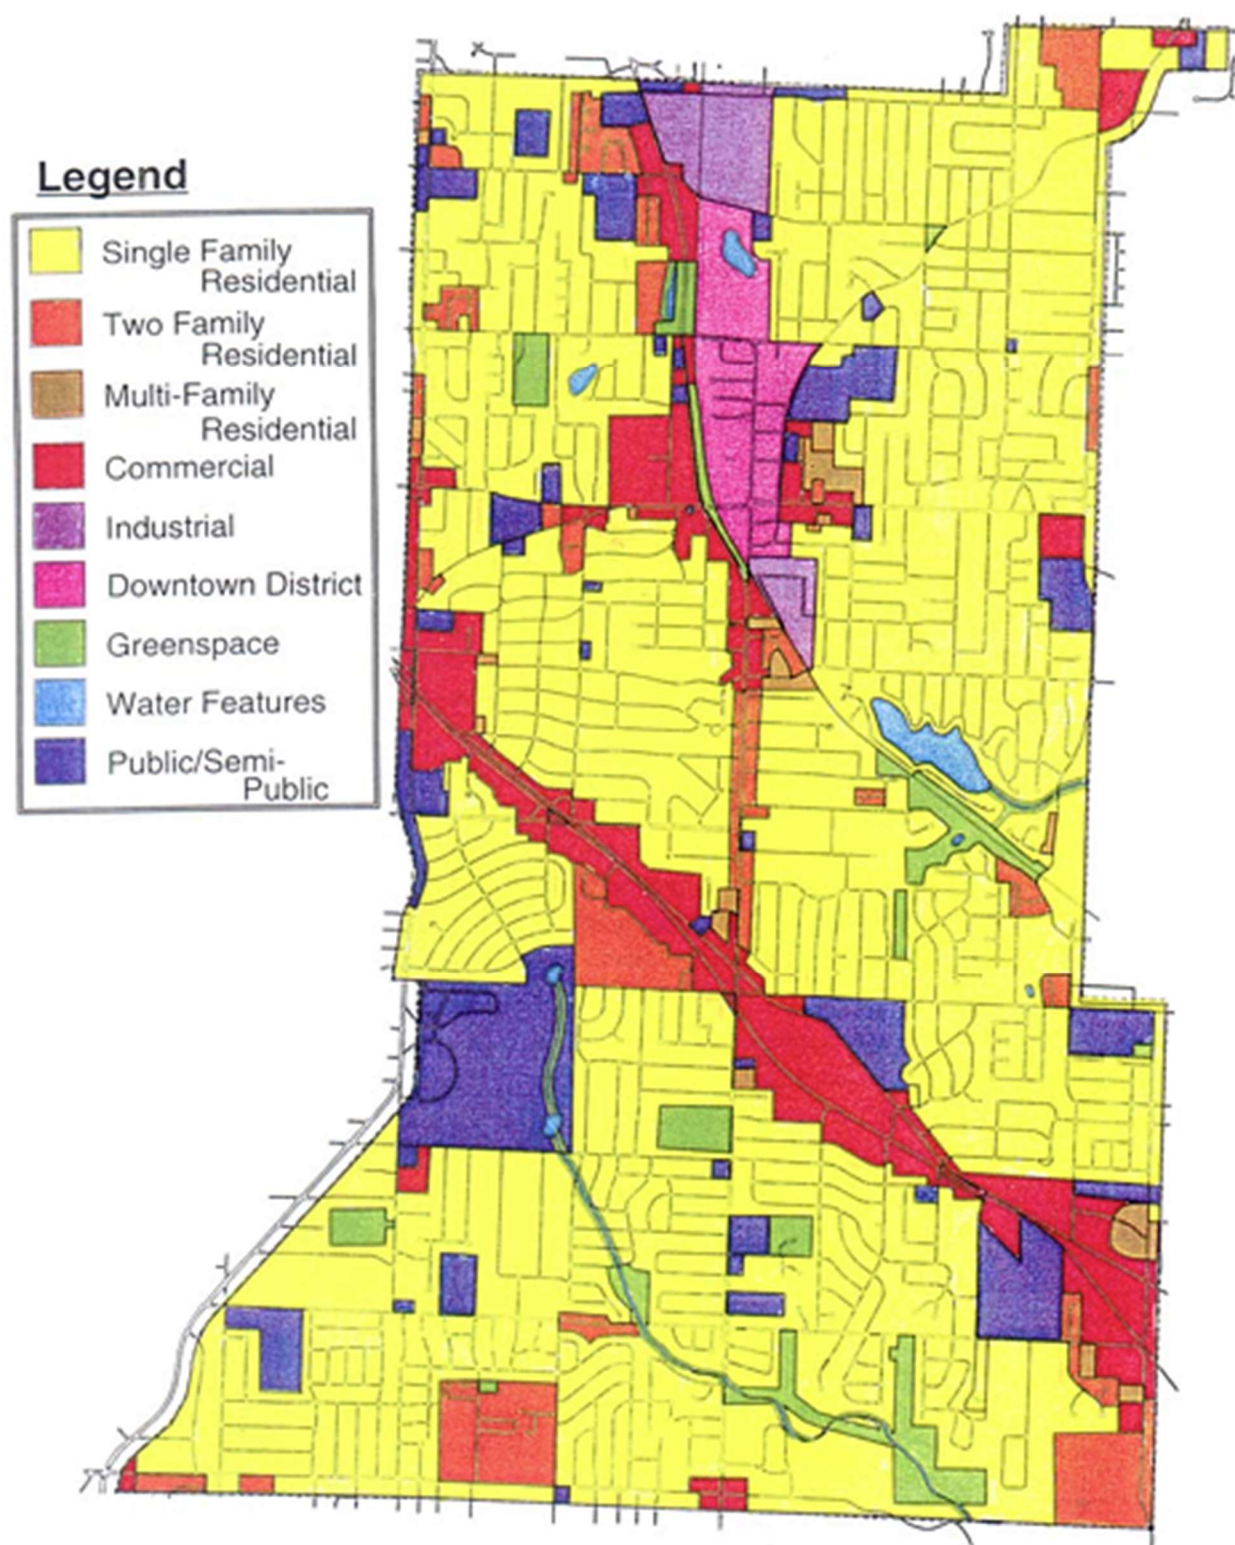 Legend
Single Family
Residential
Two Family
Residential
Multi-Family
Residential
Commercial
Industrial
Downtown District
Greenspace
Water Features
Public/Semi-
Public